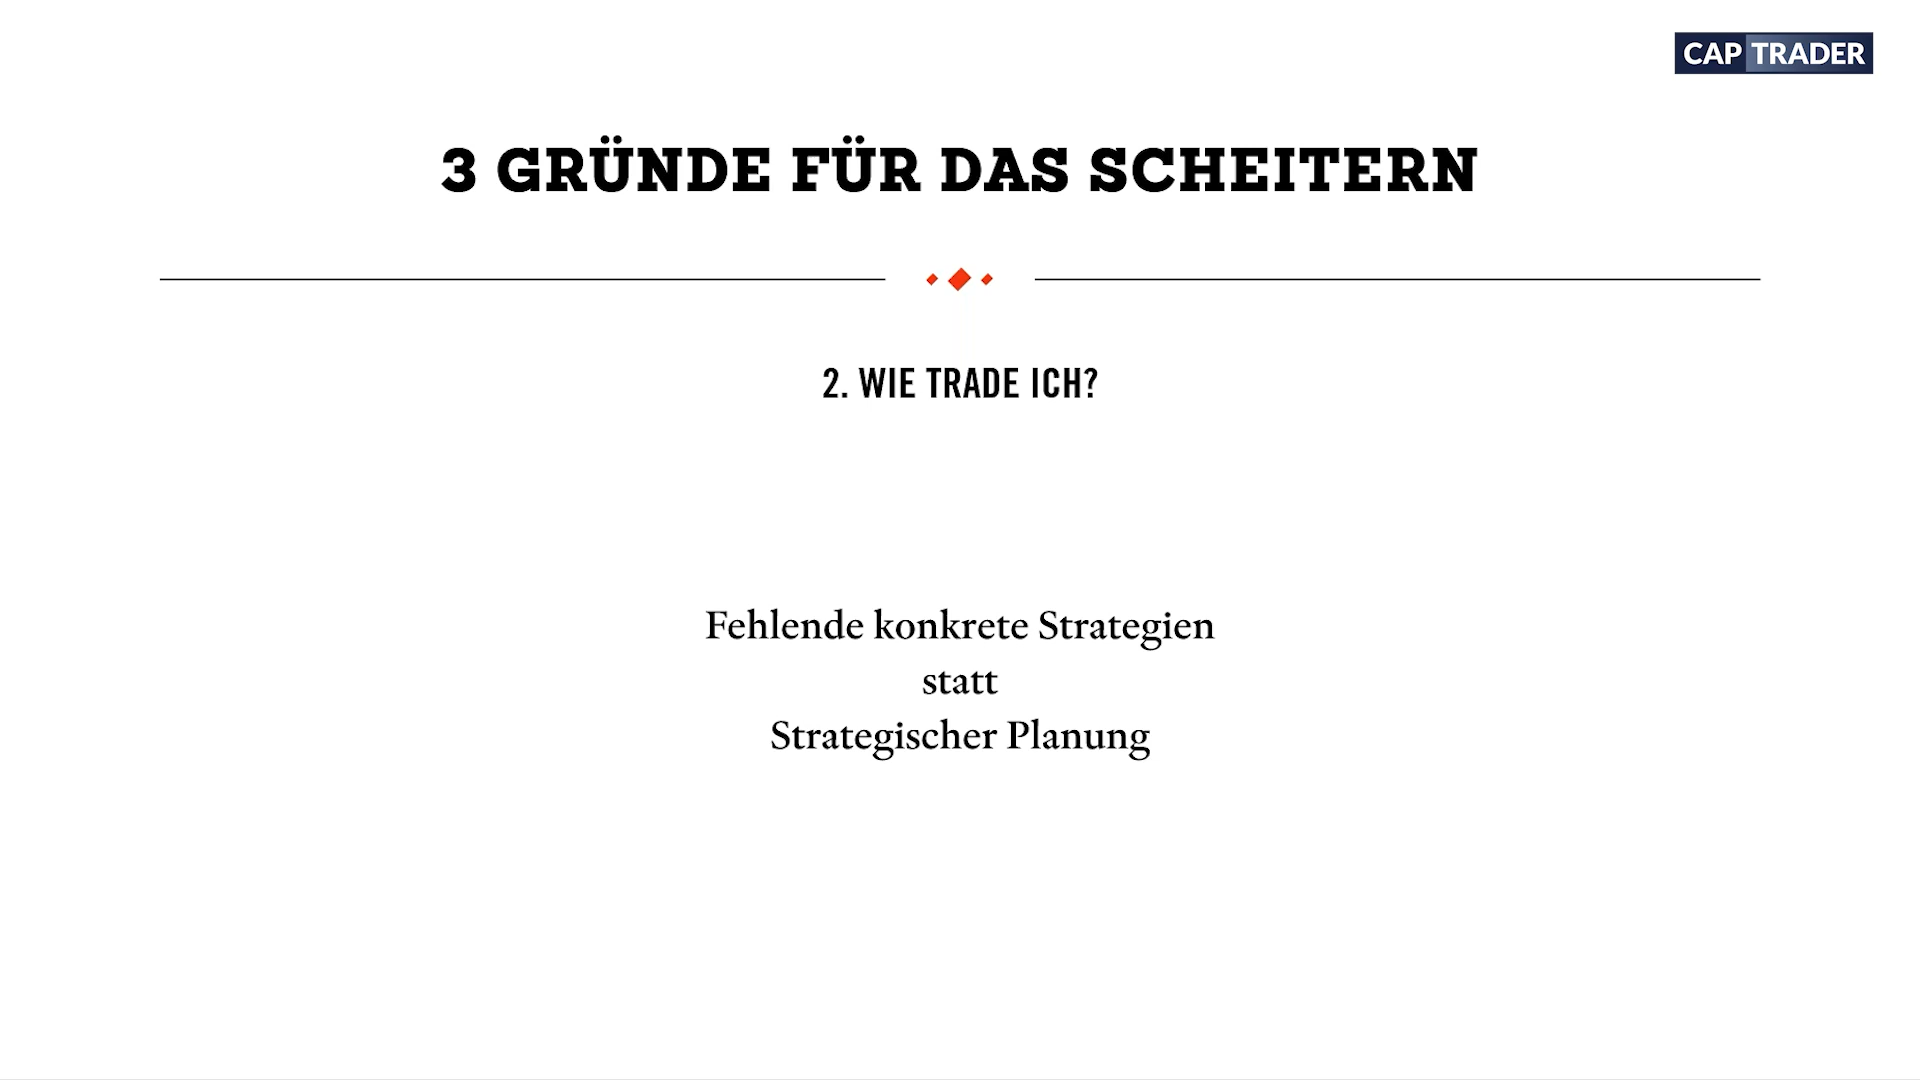 CAP TRADER
3 GRÜNDE FÜR DAS SCHEITERN
2. WIE TRADE ICH?
Fehlende konkrete Strategien
statt
Strategischer Planung